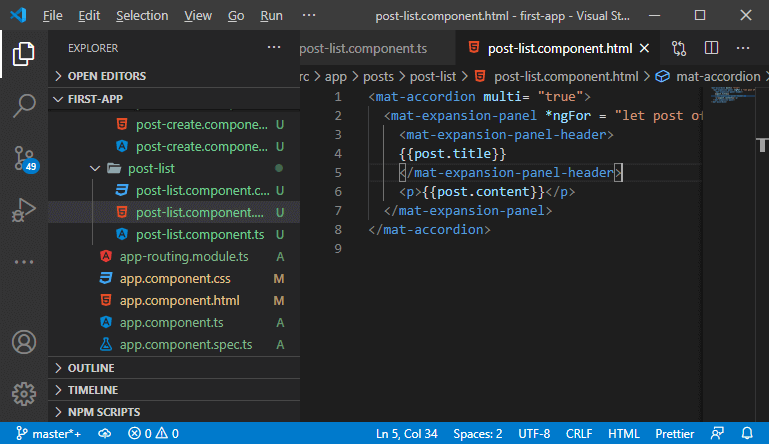 File Edit Selection View Go Run ··· post-list.component.html - first-app - Visual St...
EXPLORER ···
OPEN EDITORS
FIRST-APP
post-create.compone... U
post-create.compone... U
post-list
post-list.component.c... U
post-list.component.... U
post-list.component.ts U
app-routing.module.ts A
app.component.css M
app.component.html M
app.component.ts A
app.component.spec.ts A
OUTLINE
TIMELINE
NPM SCRIPTS
49
post-list.component.ts post-list.component.html
rc > app > posts > post-list > post-list.component.html > mat-accordion
1 <mat-accordion multi= "true">
2 <mat-expansion-panel *ngFor = "let post of
3 <mat-expansion-panel-header>
4 {{post.title}}
5 </mat-expansion-panel-header>
6 <p>{{post.content}}</p>
7 </mat-expansion-panel>
8 </mat-accordion>
9
master*+ 0 0 Ln 5, Col 34 Spaces: 2 UTF-8 CRLF HTML Prettier